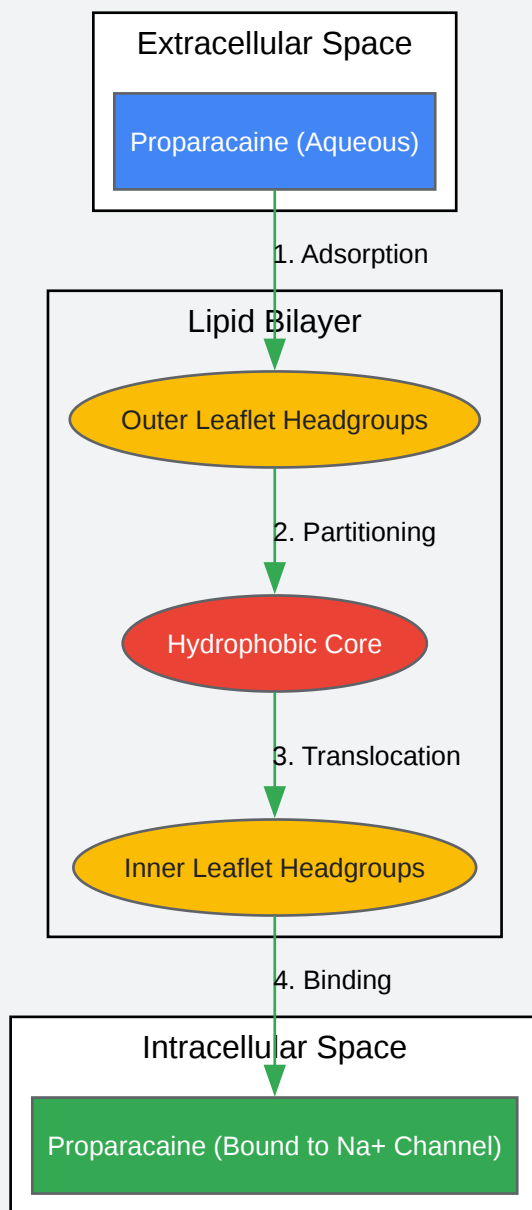 Extracellular Space
Proparacaine (Aqueous)
1. Adsorption
Lipid Bilayer
Outer Leaflet Headgroups
2. Partitioning
Hydrophobic Core
3. Translocation
Inner Leaflet Headgroups
4. Binding
Intracellular Space
Proparacaine (Bound to Na+ Channel)